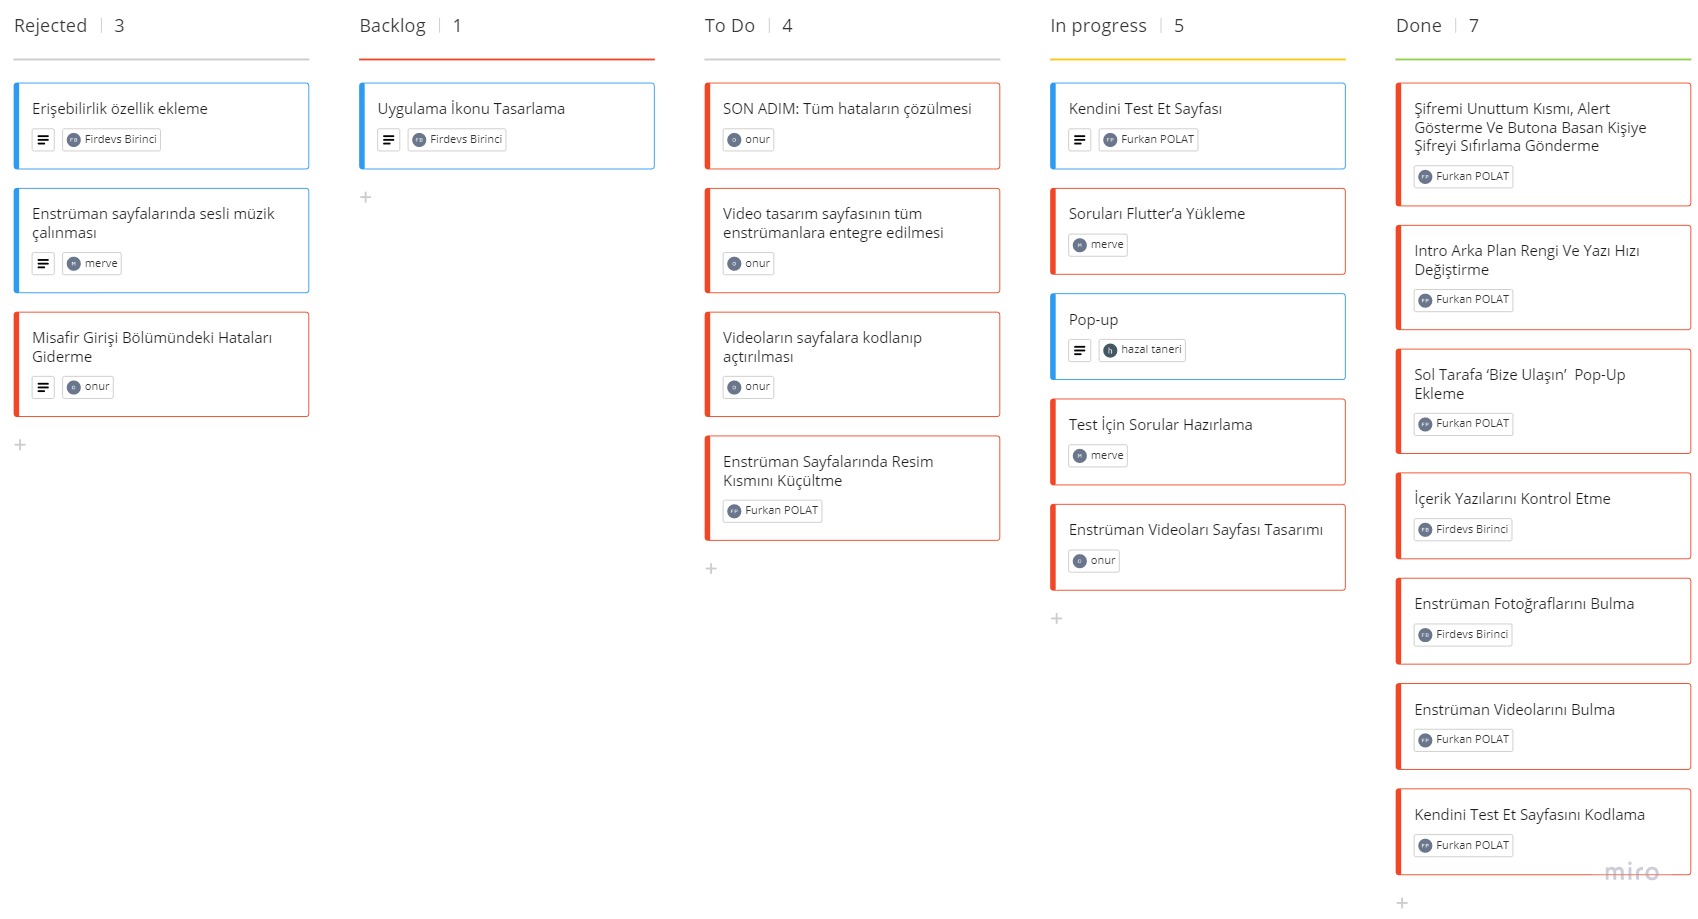 Rejected 3
Erişebilirlik özellik ekleme
FB Firdevs Birinci
Enstrüman sayfalarında sesli müzik
çalınması
M merve
Misafir Girişi Bölümündeki Hataları
Giderme
O onur
+
Backlog 1
Uygulama İkonu Tasarlama
FB Firdevs Birinci
+
To Do 4
SON ADIM: Tüm hataların çözülmesi
O onur
Video tasarım sayfasının tüm
enstrümanlara entegre edilmesi
O onur
Videoların sayfalara kodlanıp
açtırılması
O onur
Enstrüman Sayfalarında Resim
Kısmını Küçültme
FP Furkan POLAT
+
In progress 5
Kendini Test Et Sayfası
FP Furkan POLAT
Soruları Flutter’a Yükleme
M merve
Pop-up
h hazal taneri
Test İçin Sorular Hazırlama
M merve
Enstrüman Videoları Sayfası Tasarımı
O onur
+
Done 7
Şifremi Unuttum Kısmı, Alert
Gösterme Ve Butona Basan Kişiye
Şifreyi Sıfırlama Gönderme
FP Furkan POLAT
Intro Arka Plan Rengi Ve Yazı Hızı
Değiştirme
FP Furkan POLAT
Sol Tarafa ‘Bize Ulaşın’ Pop-Up
Ekleme
FP Furkan POLAT
İçerik Yazılarını Kontrol Etme
FB Firdevs Birinci
Enstrüman Fotoğraflarını Bulma
FB Firdevs Birinci
Enstrüman Videolarını Bulma
FP Furkan POLAT
Kendini Test Et Sayfasını Kodlama
FP Furkan POLAT
miro
+